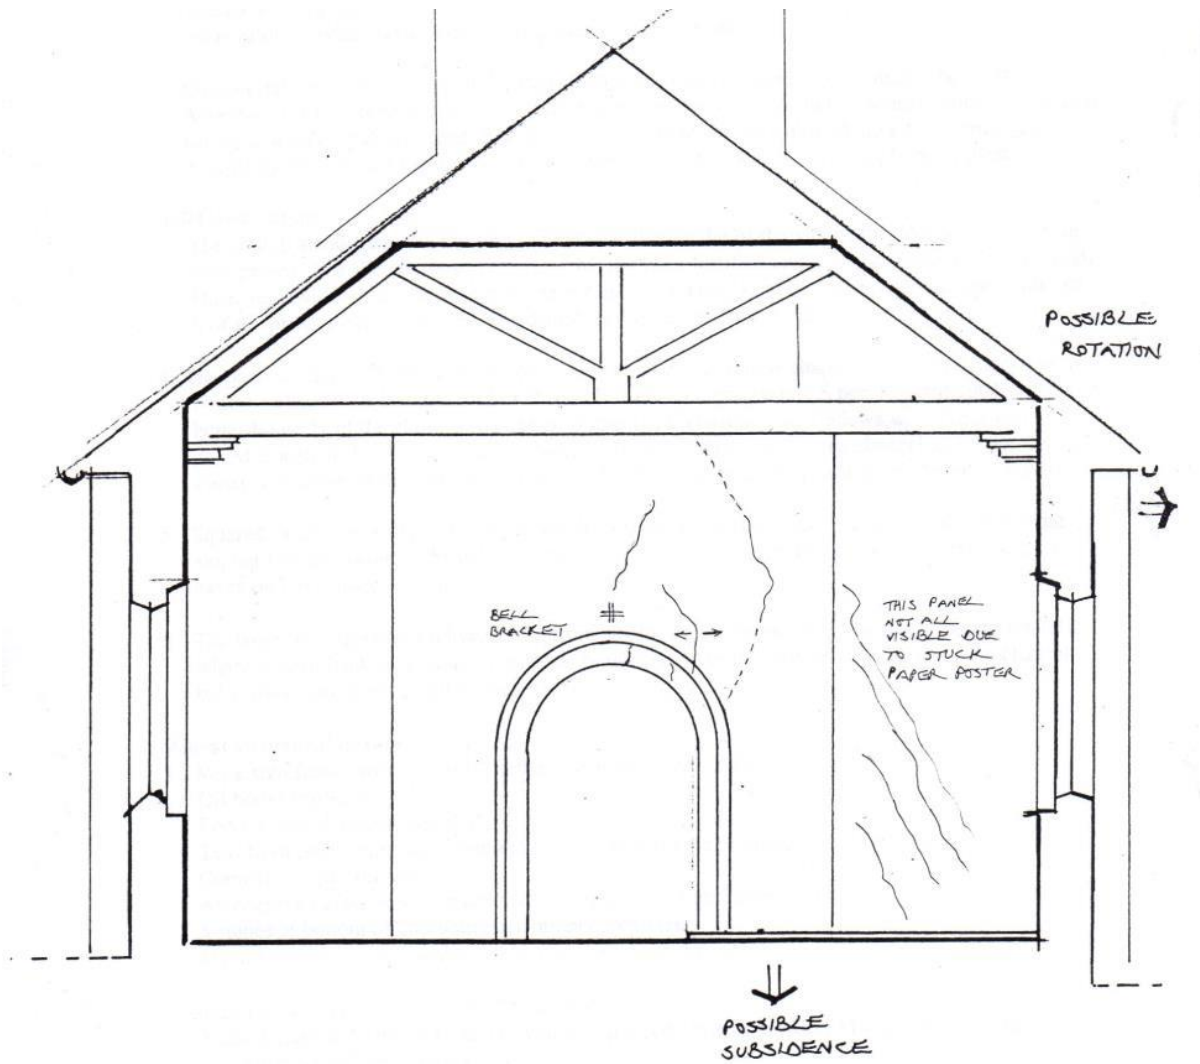 POSSIBLE
ROTATION
BELL
BRACKET
THIS PANEL
NOT ALL
VISIBLE DUE
TO STUCK
PAPER POSTER
POSSIBLE
SUBSIDENCE